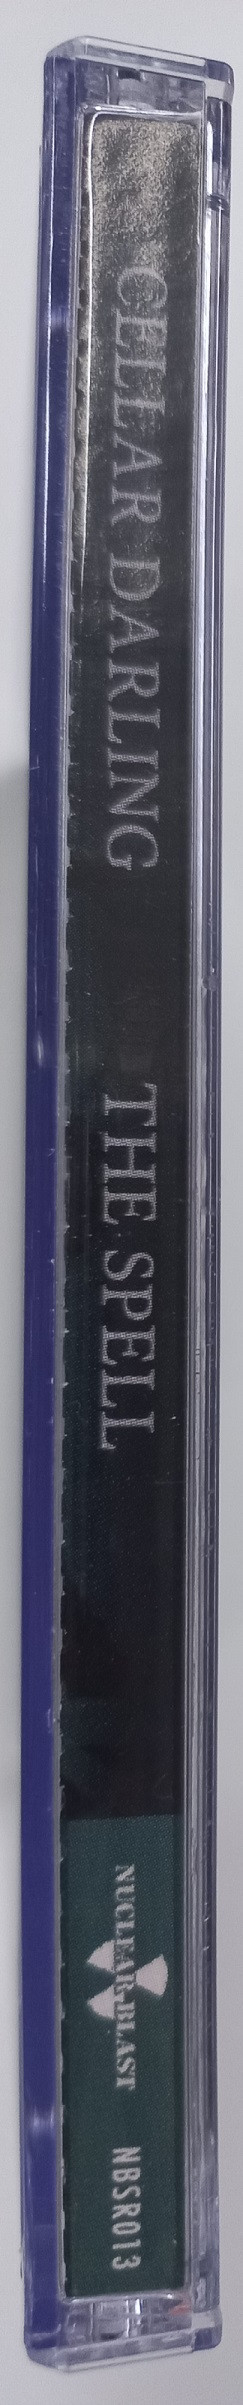 CELLAR DARLING
THE SPELL
NUCLEAR BLAST
NBSR013